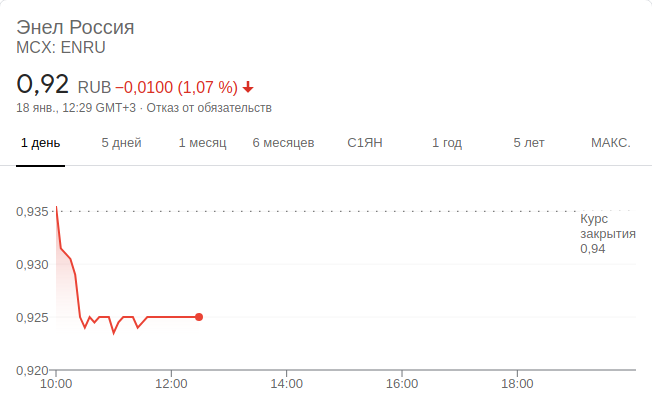 Энел Россия
MCX: ENRU
0,92 RUB −0,0100 (1,07 %)
18 янв., 12:29 GMT+3 · Отказ от обязательств
1 день 5 дней 1 месяц 6 месяцев С1ЯН 1 год 5 лет МАКС.
0,935
Курс
закрытия
0,94
0,930
0,925
0,920
10:00 12:00 14:00 16:00 18:00